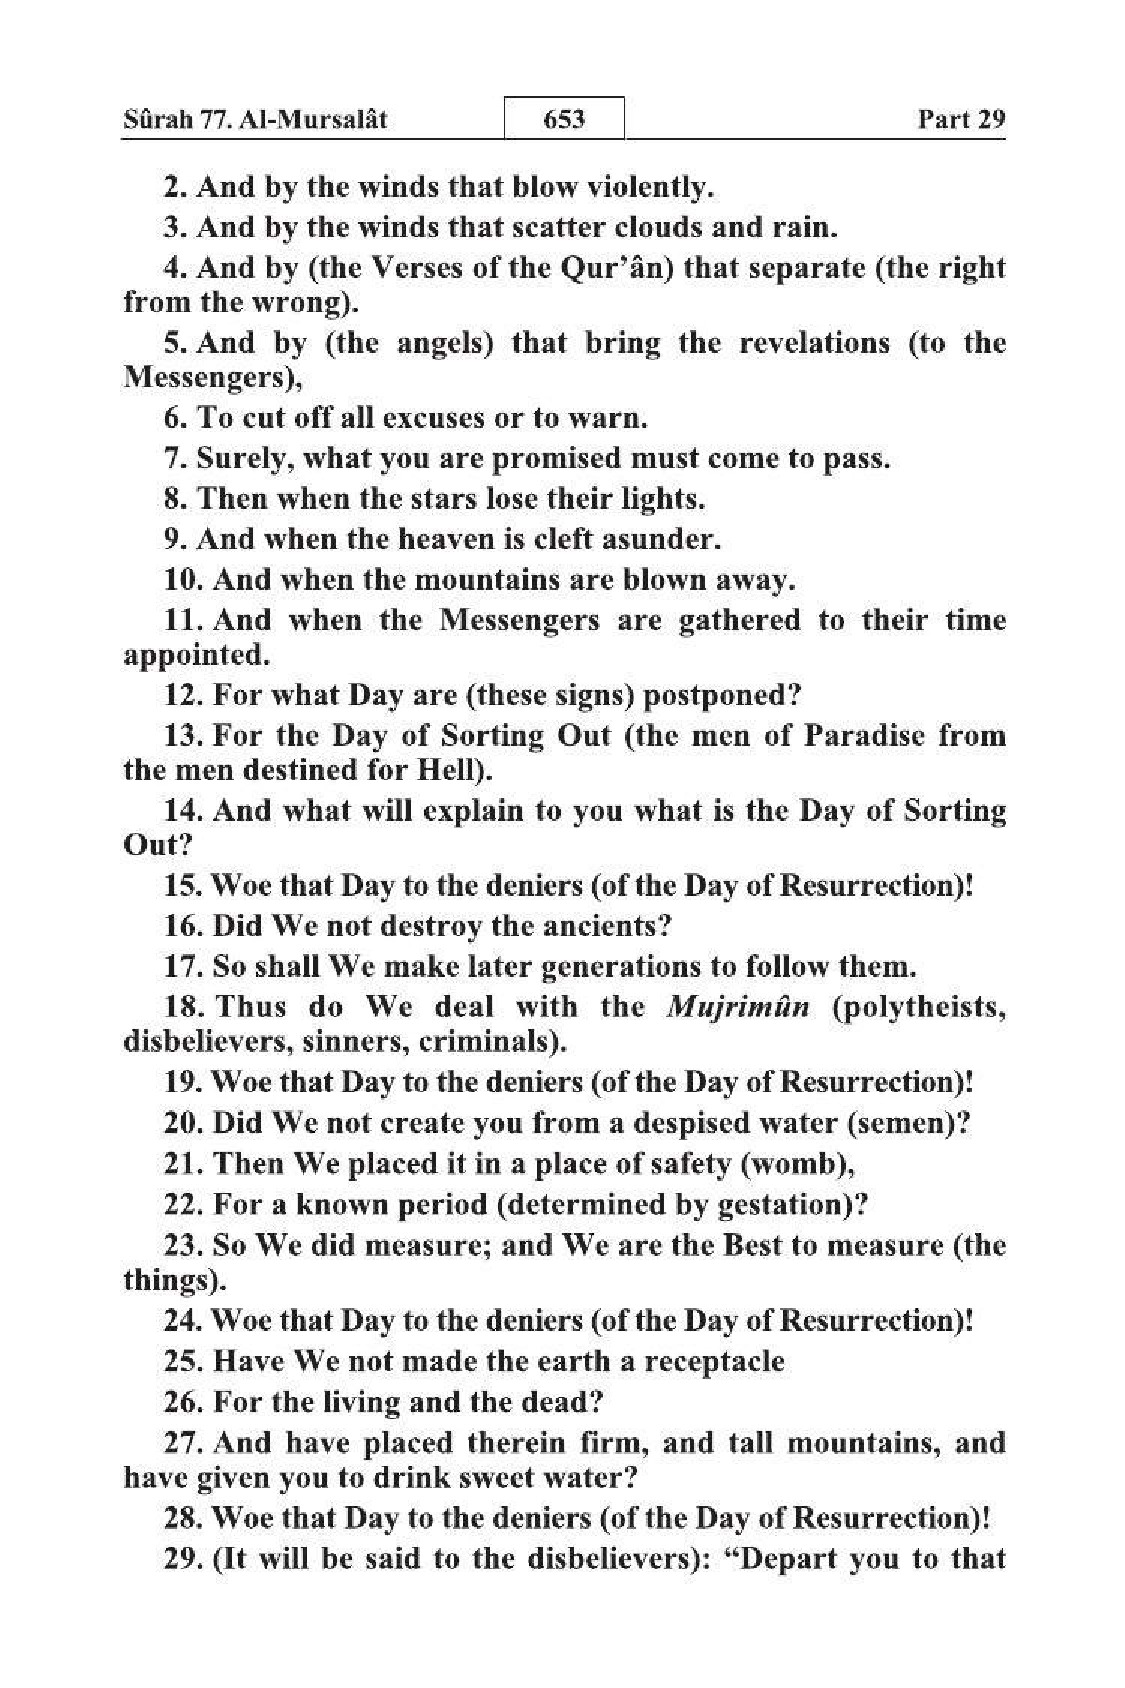 Sûrah 77. Al-Mursalât 653 Part 29
2. And by the winds that blow violently.
3. And by the winds that scatter clouds and rain.
4. And by (the Verses of the Qur’ân) that separate (the right
from the wrong).
5. And by (the angels) that bring the revelations (to the
Messengers),
6. To cut off all excuses or to warn.
7. Surely, what you are promised must come to pass.
8. Then when the stars lose their lights.
9. And when the heaven is cleft asunder.
10. And when the mountains are blown away.
11. And when the Messengers are gathered to their time
appointed.
12. For what Day are (these signs) postponed?
13. For the Day of Sorting Out (the men of Paradise from
the men destined for Hell).
14. And what will explain to you what is the Day of Sorting
Out?
15. Woe that Day to the deniers (of the Day of Resurrection)!
16. Did We not destroy the ancients?
17. So shall We make later generations to follow them.
18. Thus do We deal with the Mujrimûn (polytheists,
disbelievers, sinners, criminals).
19. Woe that Day to the deniers (of the Day of Resurrection)!
20. Did We not create you from a despised water (semen)?
21. Then We placed it in a place of safety (womb),
22. For a known period (determined by gestation)?
23. So We did measure; and We are the Best to measure (the
things).
24. Woe that Day to the deniers (of the Day of Resurrection)!
25. Have We not made the earth a receptacle
26. For the living and the dead?
27. And have placed therein firm, and tall mountains, and
have given you to drink sweet water?
28. Woe that Day to the deniers (of the Day of Resurrection)!
29. (It will be said to the disbelievers): “Depart you to that